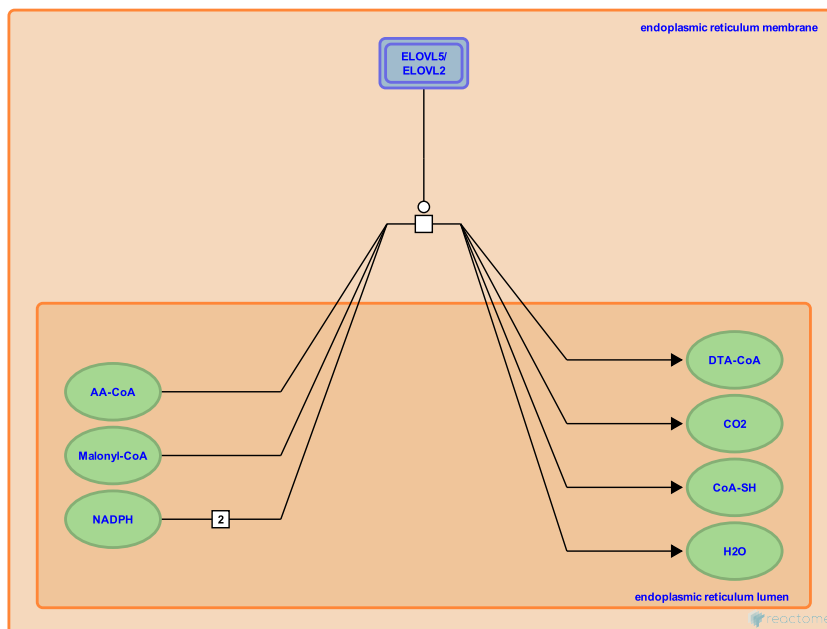 endoplasmic reticulum membrane
ELOVL5/
ELOVL2
AA-CoA
Malonyl-CoA
NADPH
2
DTA-CoA
CO2
CoA-SH
H2O
endoplasmic reticulum lumen
reactome